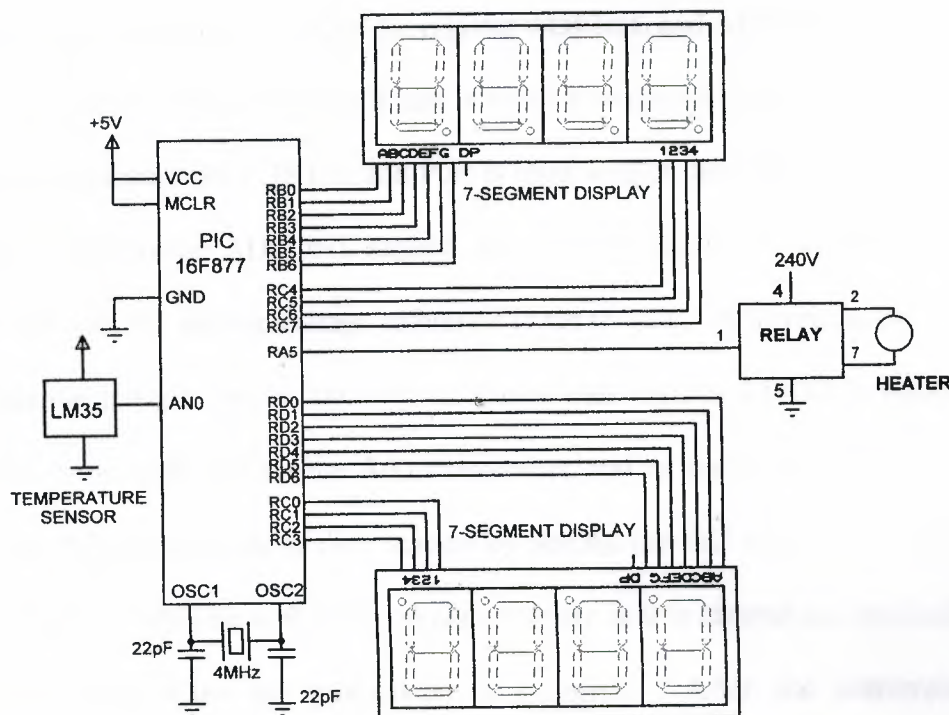 ABCDEFG DP
1234
7-SEGMENT DISPLAY
+5V
VCC
MCLR
PIC
16F877
GND
LM35
AN0
TEMPERATURE
SENSOR
OSC1
OSC2
22pF
4MHz
22pF
RB0
RB1
RB2
RB3
RB4
RB5
RB6
RC4
RC5
RC6
RC7
RA5
RD0
RD1
RD2
RD3
RD4
RD5
RD6
RC0
RC1
RC2
RC3
240V
4
1
RELAY
2
7
5
HEATER
7-SEGMENT DISPLAY
1234
DP ABCDEFG